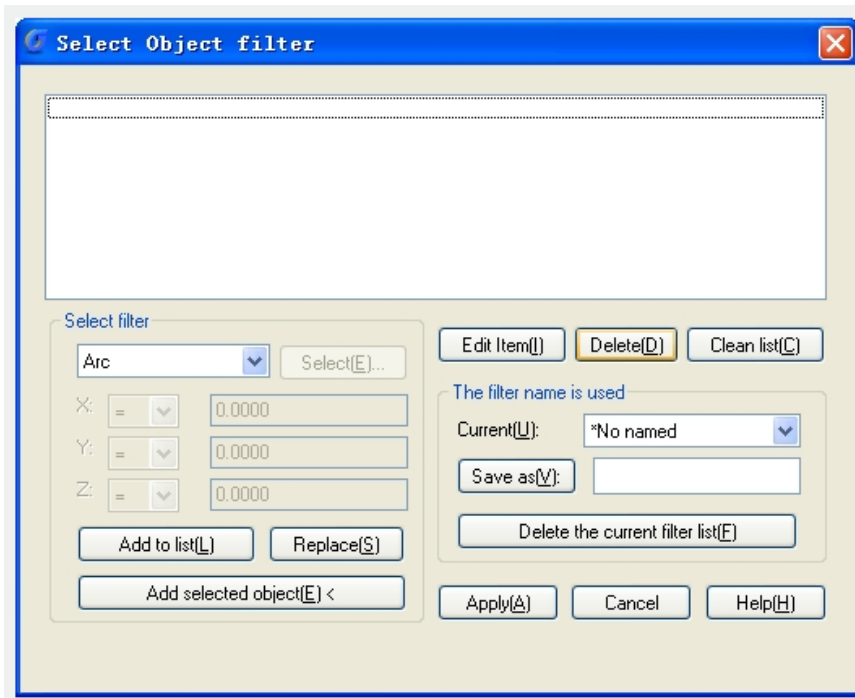 Select Object filter
Select filter
Arc
Select(E)...
X: = 0.0000
Y: = 0.0000
Z: = 0.0000
Add to list(L)
Replace(S)
Add selected object(E) <
Edit Item(I)
Delete(D)
Clean list(C)
The filter name is used
Current(U): *No named
Save as(V):
Delete the current filter list(F)
Apply(A)
Cancel
Help(H)